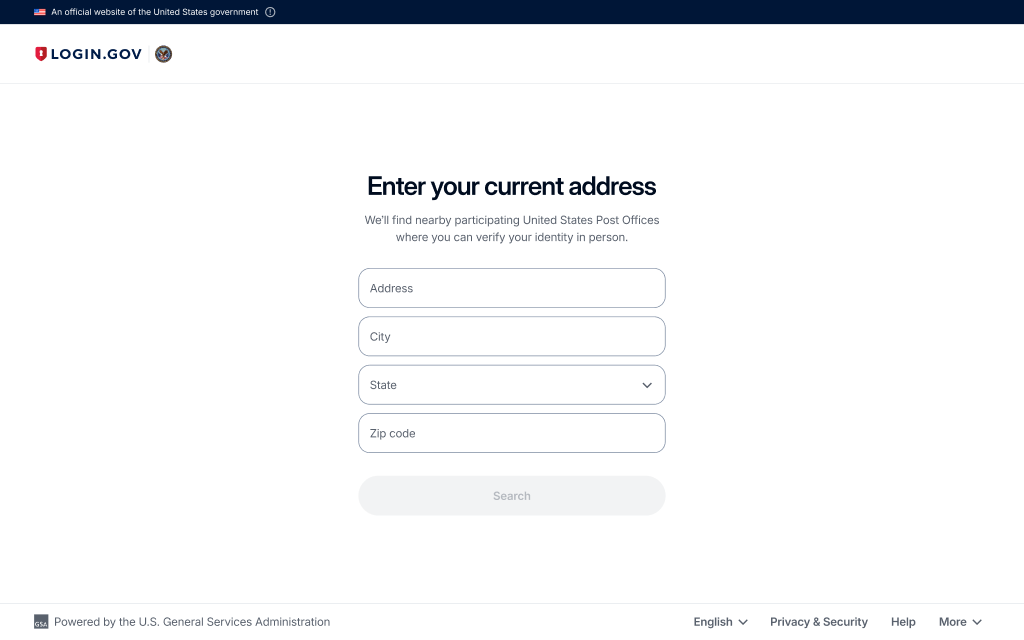 An official website of the United States government
LOGIN.GOV
Enter your current address
We'll find nearby participating United States Post Offices
where you can verify your identity in person.
Address
City
State
Zip code
Search
GSA
Powered by the U.S. General Services Administration
English
Privacy & Security
Help
More